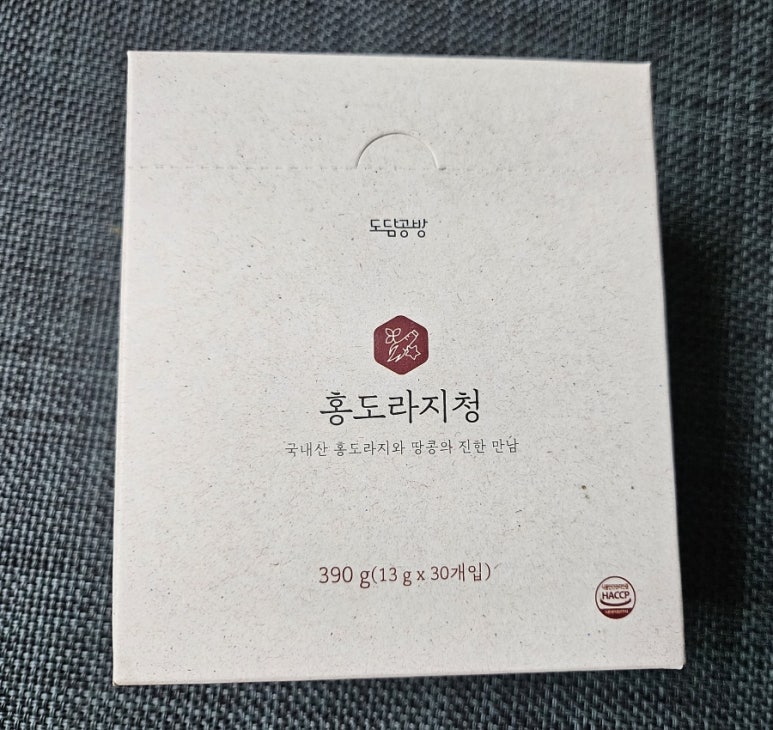 도담공방
홍도라지청
국내산 홍도라지와 땅콩의 진한 만남
390 g(13 g x 30개입)
HACCP